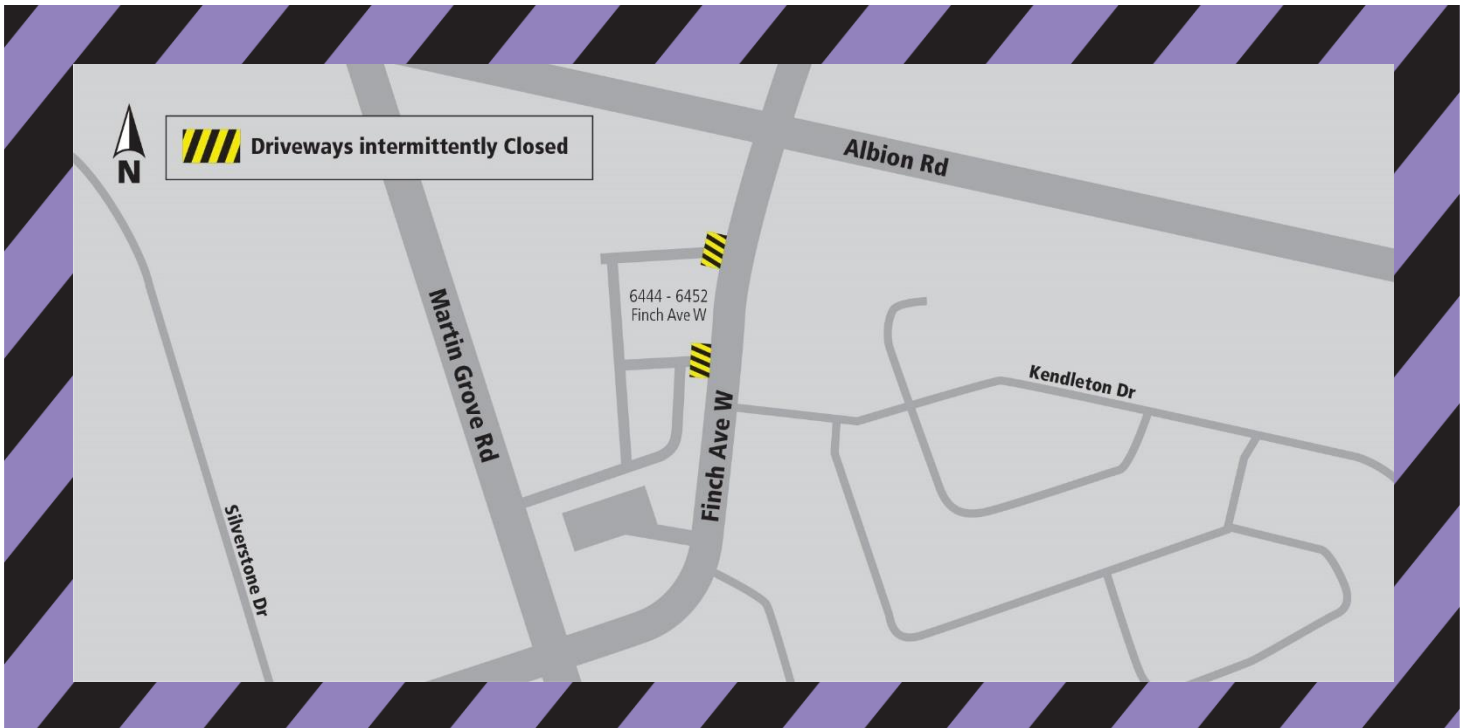 N
Driveways intermittently Closed
Albion Rd
6444 - 6452
Finch Ave W
Martin Grove Rd
Kendleton Dr
Finch Ave W
Silverstone Dr